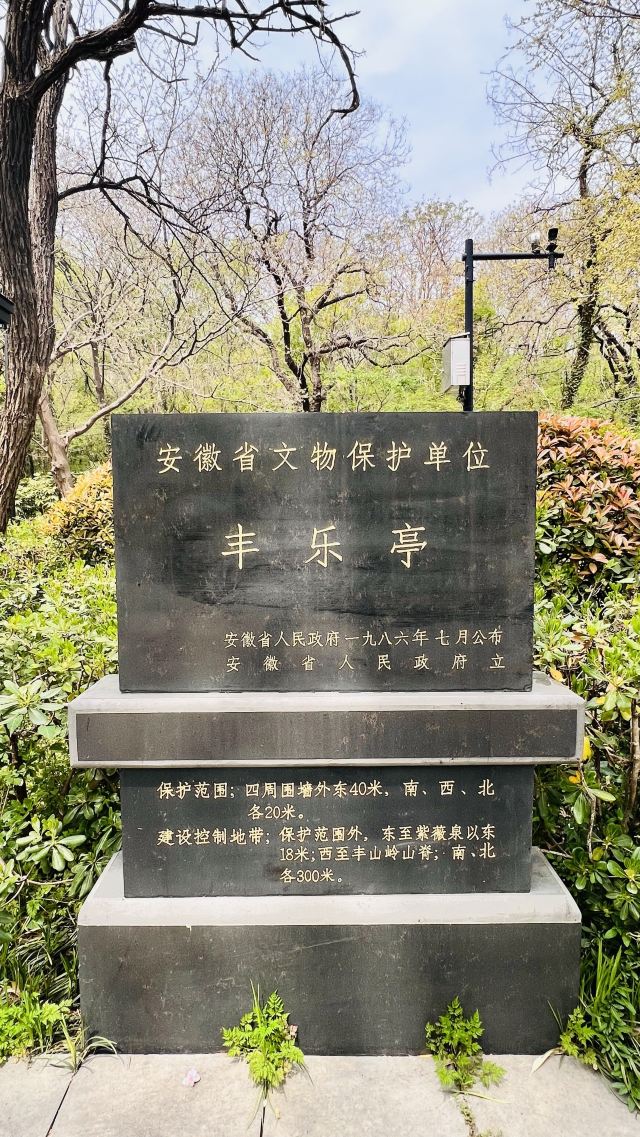 安徽省文物保护单位
丰乐亭
安徽省人民政府一九八六年七月公布
安徽省人民政府立
保护范围；四周围墙外东40米，南、西、北
各20米。
建设控制地带；保护范围外，东至紫薇泉以东
18米；西至丰山岭山脊；南、北
各300米。